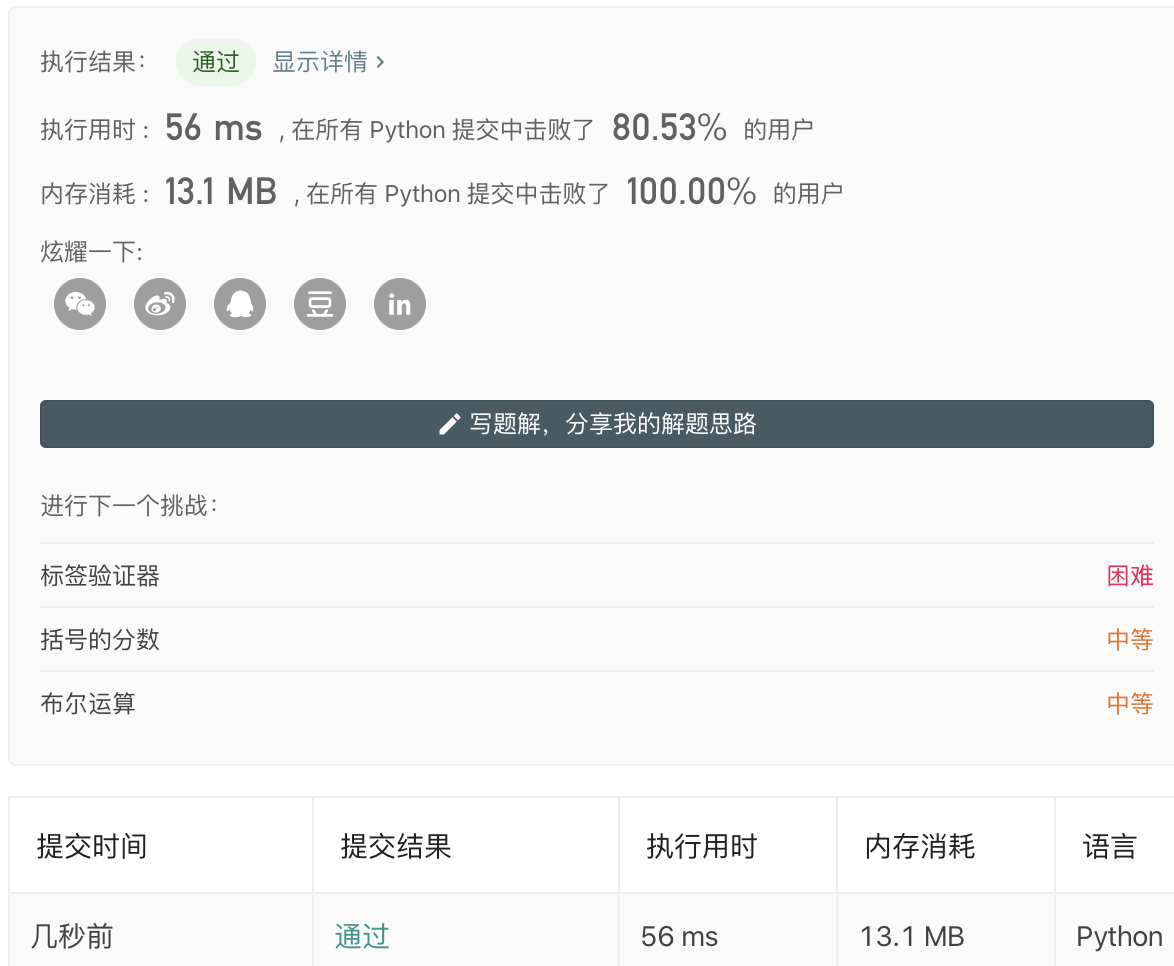 执行结果： 通过 显示详情 ›
执行用时 : 56 ms , 在所有 Python 提交中击败了 80.53% 的用户
内存消耗 : 13.1 MB , 在所有 Python 提交中击败了 100.00% 的用户
炫耀一下:
豆 in
写题解，分享我的解题思路
进行下一个挑战：
标签验证器 困难
括号的分数 中等
布尔运算 中等
提交时间 提交结果 执行用时 内存消耗 语言
几秒前 通过 56 ms 13.1 MB Python